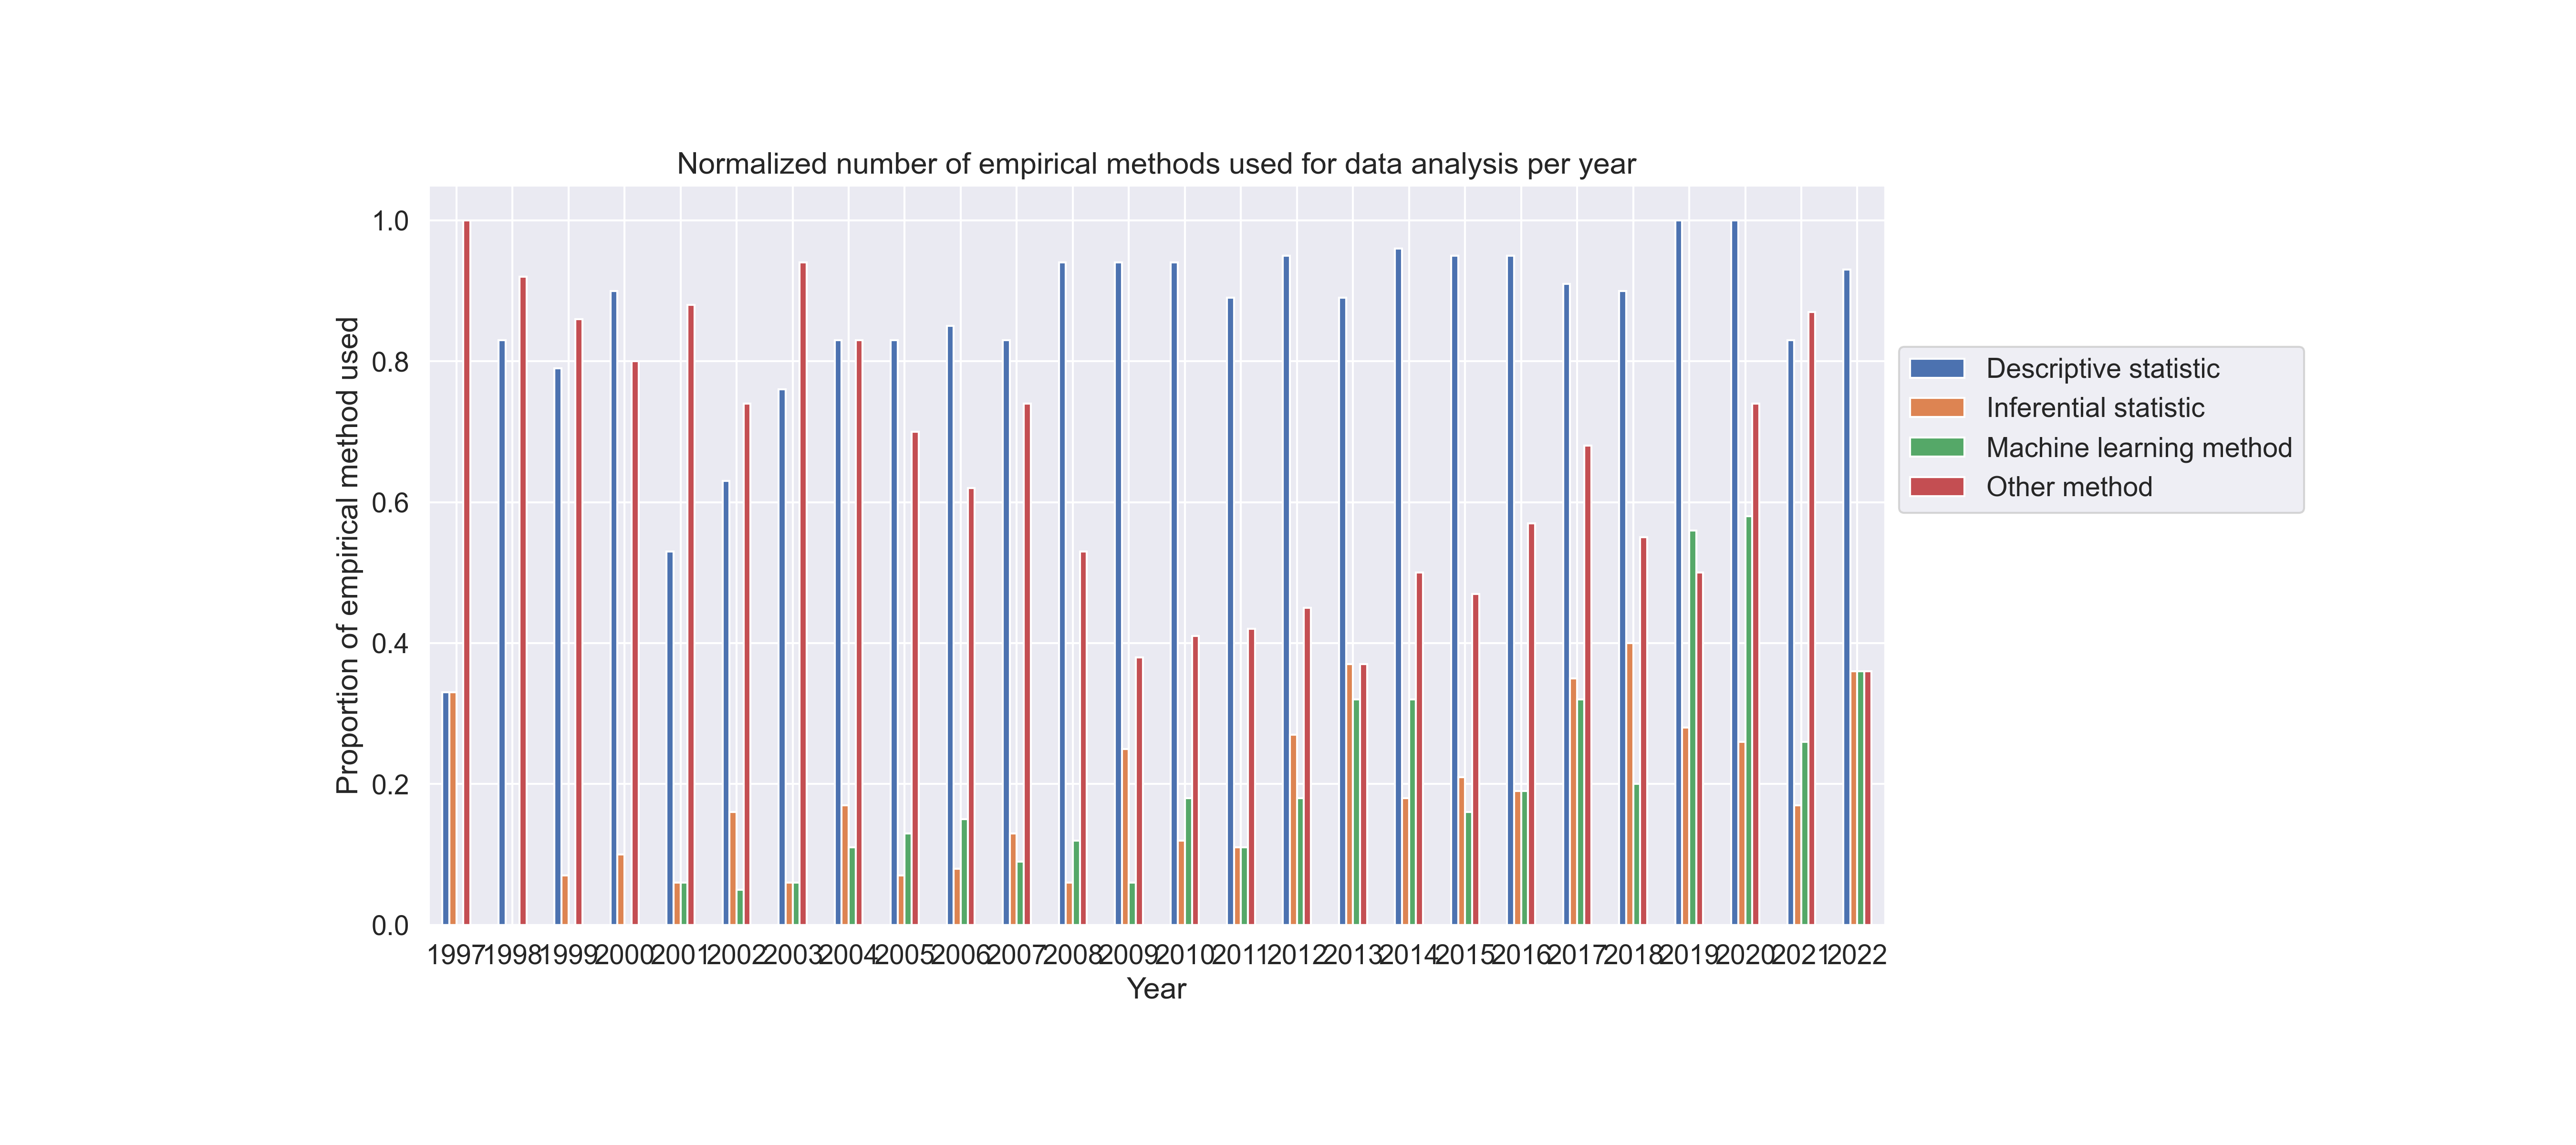 Normalized number of empirical methods used for data analysis per year
Proportion of empirical method used
1.0
0.8
0.6
0.4
0.2
0.0
1997 1998 1999 2000 2001 2002 2003 2004 2005 2006 2007 2008 2009 2010 2011 2012 2013 2014 2015 2016 2017 2018 2019 2020 2021 2022
Year
Descriptive statistic
Inferential statistic
Machine learning method
Other method